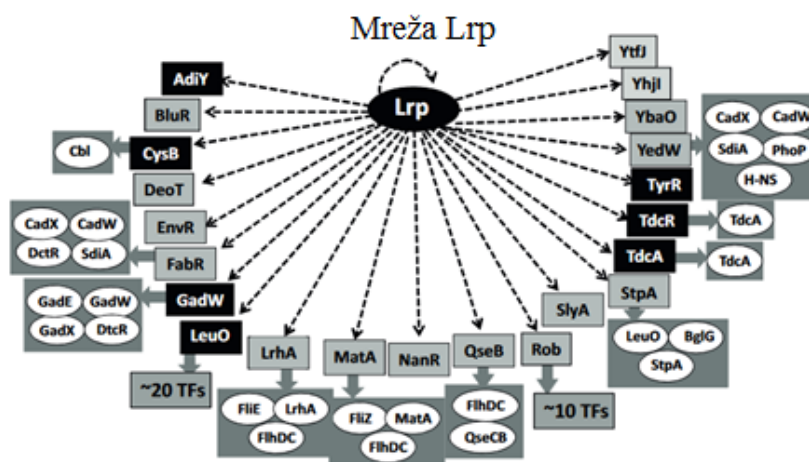 Mreža Lrp
Lrp
AdiY
BluR
CysB
Cbl
DeoT
EnvR
FabR
CadX CadW
DctR SdiA
GadW
GadE GadW
GadX DtcR
LeuO
~20 TFs
LrhA
FliE LrhA
FlhDC
MatA
FliZ MatA
FlhDC
NanR
QseB
FlhDC
QseCB
Rob
~10 TFs
SlyA
StpA
LeuO BglG
StpA
TdcA
TdcA
TdcR
TdcA
TyrR
YedW
CadX CadW
SdiA PhoP
H-NS
YbaO
YhjI
YtfJ